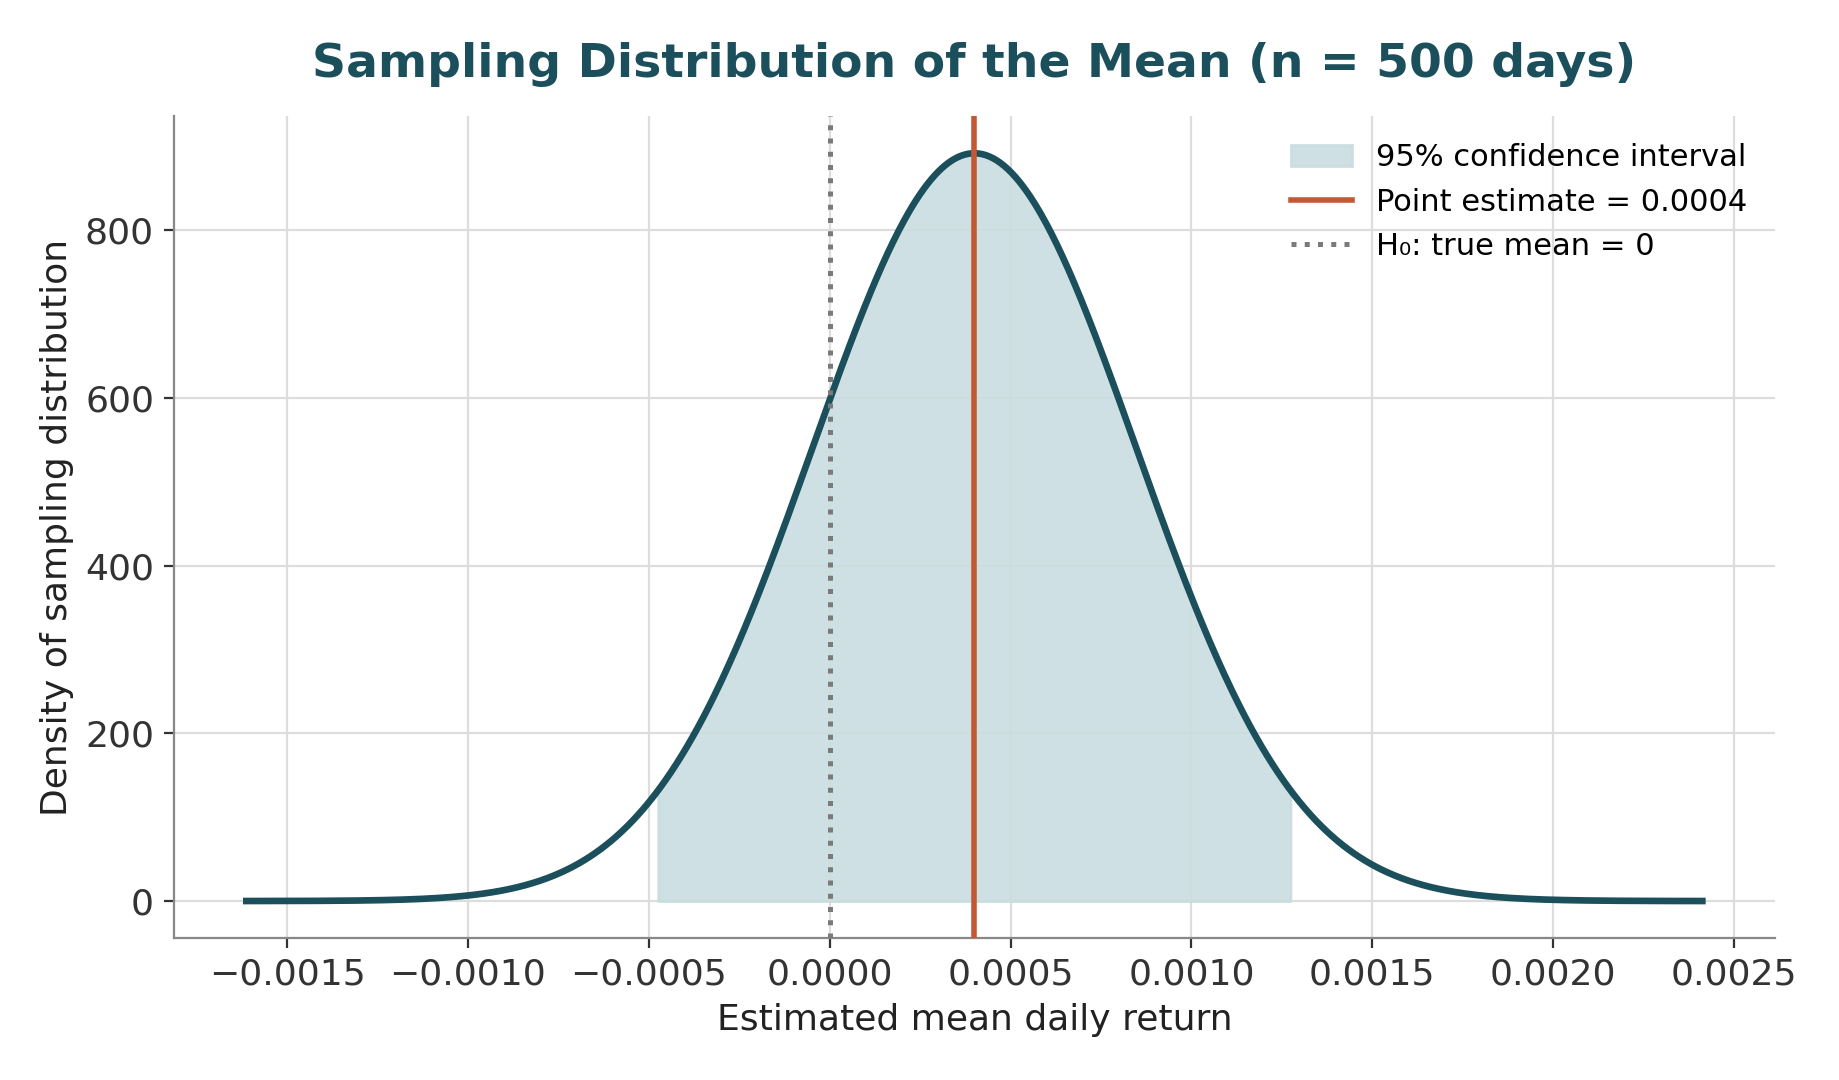 Sampling Distribution of the Mean (n = 500 days)
95% confidence interval
Point estimate = 0.0004
H₀: true mean = 0
Density of sampling distribution
800
600
400
200
0
−0.0015 −0.0010 −0.0005 0.0000 0.0005 0.0010 0.0015 0.0020 0.0025
Estimated mean daily return